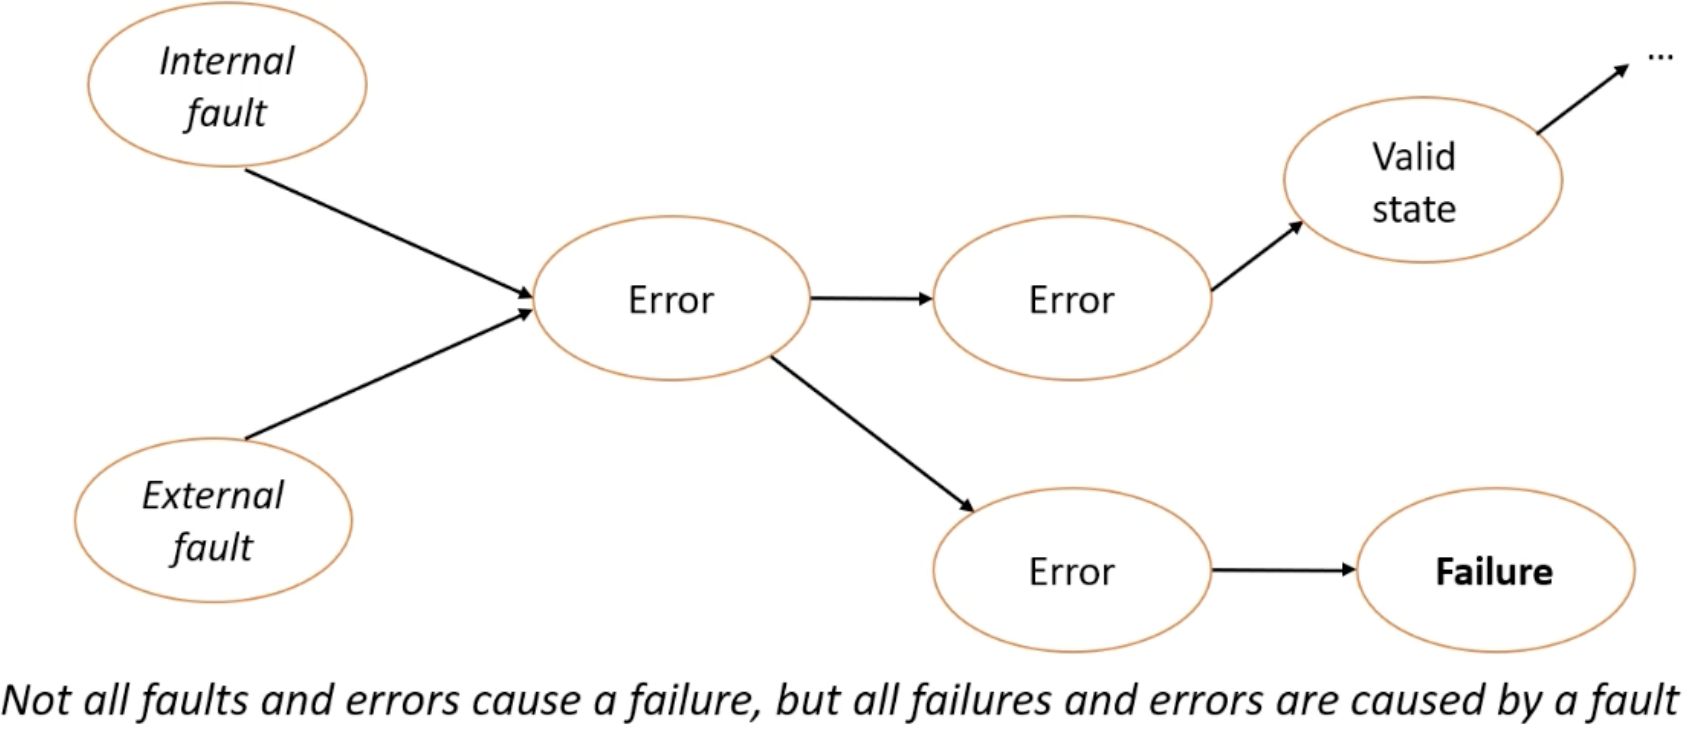 Internal
fault
...
Valid
state
Error
Error
External
fault
Error
Failure
Not all faults and errors cause a failure, but all failures and errors are caused by a fault